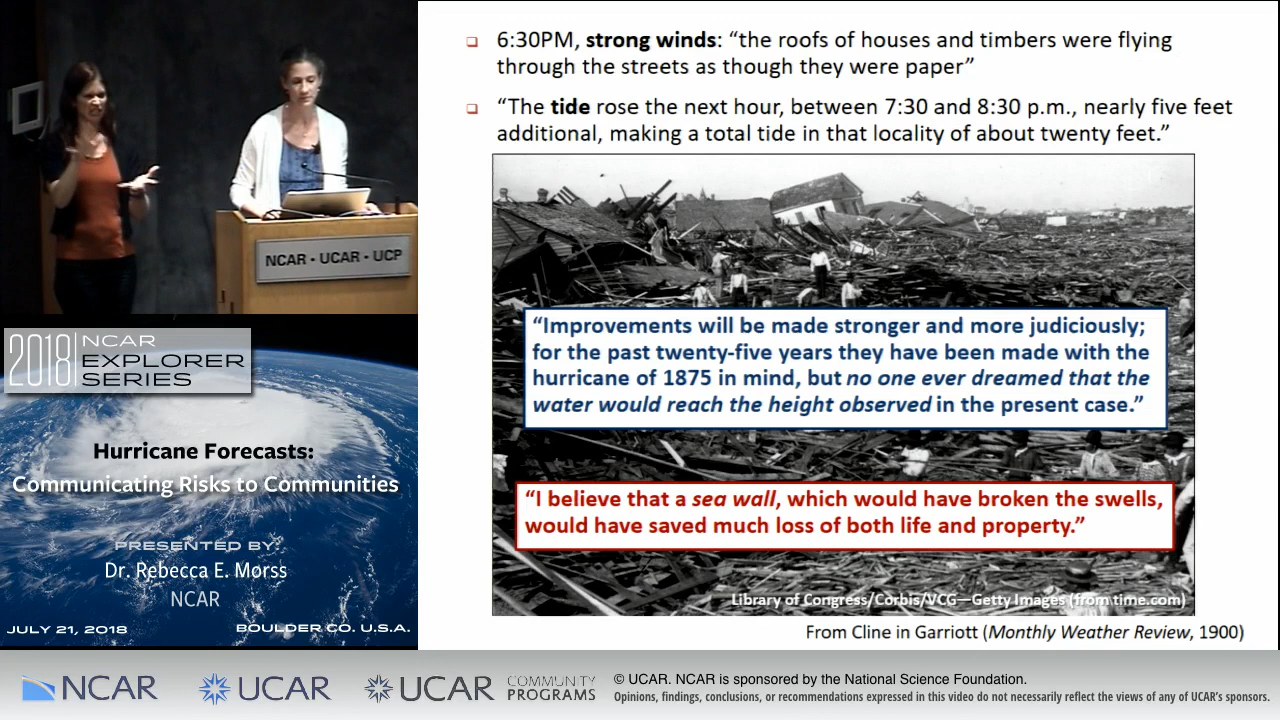 NCAR • UCAR • UCP
2018 NCAR
EXPLORER
SERIES
Hurricane Forecasts:
Communicating Risks to Communities
PRESENTED BY:
Dr. Rebecca E. Morss
NCAR
JULY 21, 2018
BOULDER CO. U.S.A.
6:30PM, strong winds: “the roofs of houses and timbers were flying
through the streets as though they were paper”
“The tide rose the next hour, between 7:30 and 8:30 p.m., nearly five feet
additional, making a total tide in that locality of about twenty feet.”
“Improvements will be made stronger and more judiciously;
for the past twenty-five years they have been made with the
hurricane of 1875 in mind, but no one ever dreamed that the
water would reach the height observed in the present case.”
“I believe that a sea wall, which would have broken the swells,
would have saved much loss of both life and property.”
Library of Congress/Corbis/VCG—Getty Images (from time.com)
From Cline in Garriott (Monthly Weather Review, 1900)
NCAR
UCAR
UCAR
COMMUNITY
PROGRAMS
© UCAR. NCAR is sponsored by the National Science Foundation.
Opinions, findings, conclusions, or recommendations expressed in this video do not necessarily reflect the views of any of UCAR's sponsors.